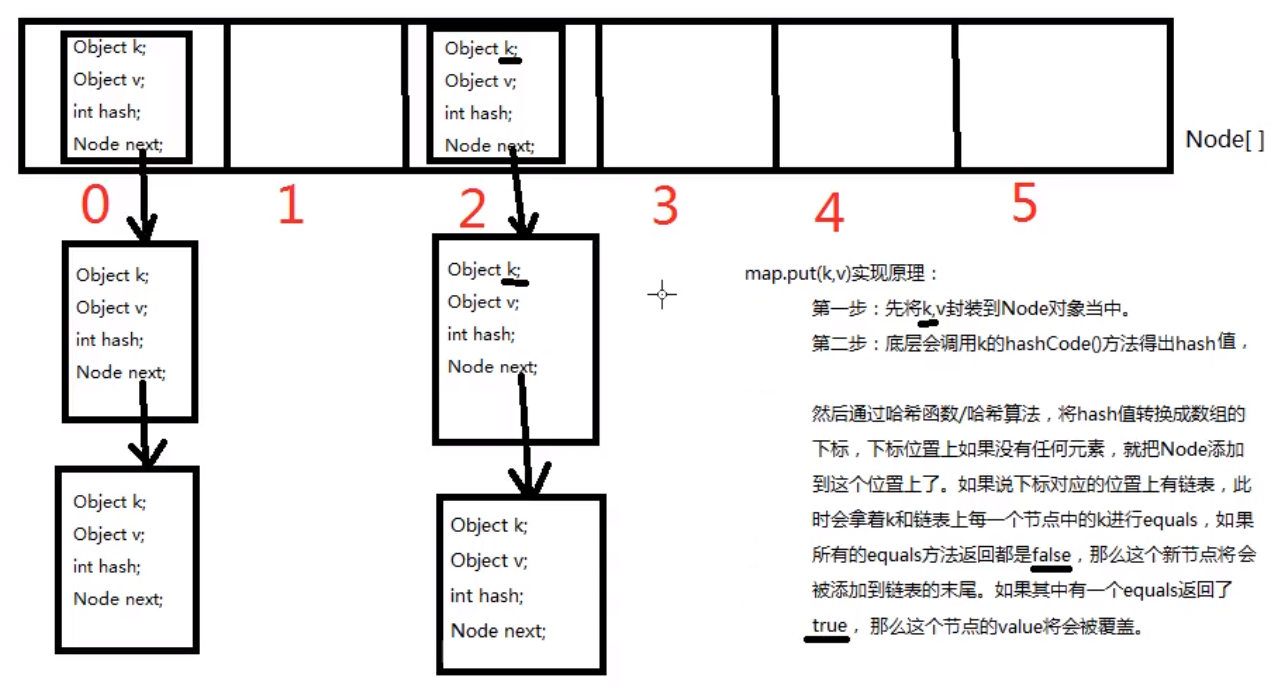 Object k;
Object v;
int hash;
Node next;
Object k;
Object v;
int hash;
Node next;
Node[ ]
0
1
2
3
4
5
Object k;
Object v;
int hash;
Node next;
Object k;
Object v;
int hash;
Node next;
Object k;
Object v;
int hash;
Node next;
Object k;
Object v;
int hash;
Node next;
map.put(k,v)实现原理：
第一步：先将k,v封装到Node对象当中。
第二步：底层会调用k的hashCode()方法得出hash值，
然后通过哈希函数/哈希算法，将hash值转换成数组的
下标，下标位置上如果没有任何元素，就把Node添加
到这个位置上了。如果说下标对应的位置上有链表，此
时会拿着k和链表上每一个节点中的k进行equals，如果
所有的equals方法返回都是false，那么这个新节点将会
被添加到链表的末尾。如果其中有一个equals返回了
true，那么这个节点的value将会被覆盖。